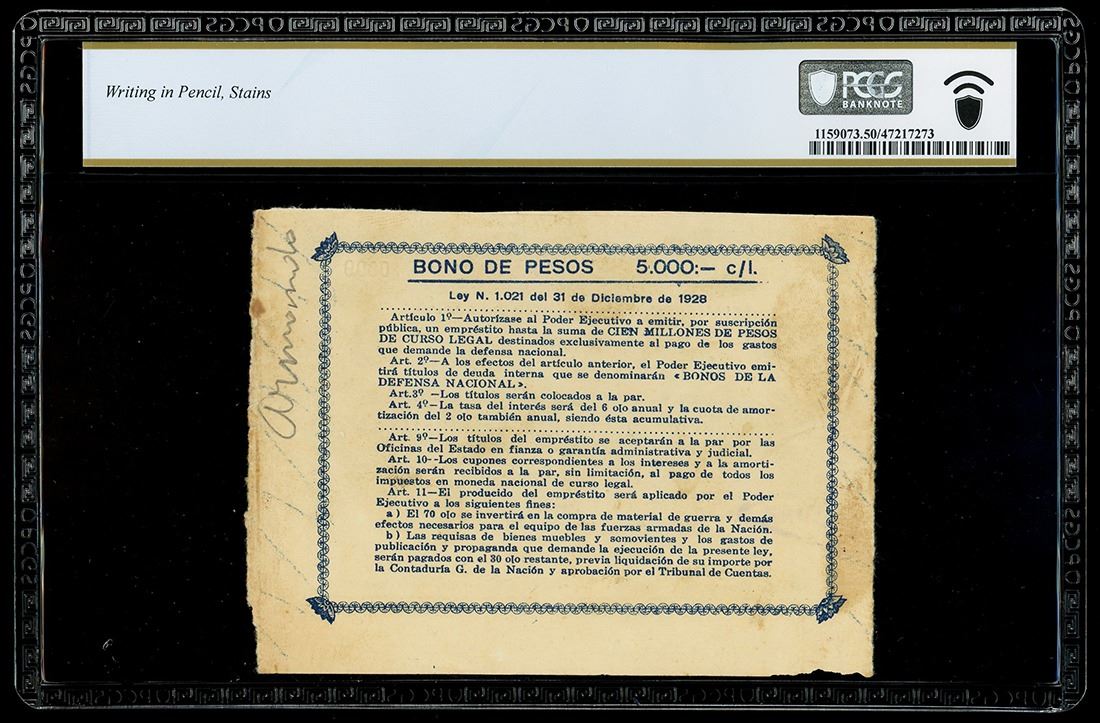 Writing in Pencil, Stains
PCGS
BANKNOTE
1159073.50/47217273
BONO DE PESOS 5.000:— c/l.
Ley N. 1.021 del 31 de Diciembre de 1928
Artículo 1º—Autorízase al Poder Ejecutivo a emitir, por suscripción
pública, un empréstito hasta la suma de CIEN MILLONES DE PESOS
DE CURSO LEGAL destinados exclusivamente al pago de los gastos
que demande la defensa nacional.
Art. 2º—A los efectos del artículo anterior, el Poder Ejecutivo emi-
tirá títulos de deuda interna que se denominarán «BONOS DE LA
DEFENSA NACIONAL».
Art.3º —Los títulos serán colocados a la par.
Art. 4º—La tasa del interés será del 6 o|o anual y la cuota de amor-
tización del 2 o|o también anual, siendo ésta acumulativa.
Art. 9º—Los títulos del empréstito se aceptarán a la par por las
Oficinas del Estado en fianza o garantía administrativa y judicial.
Art. 10--Los cupones correspondientes a los intereses y a la amorti-
zación serán recibidos a la par, sin limitación, al pago de todos los
impuestos en moneda nacional de curso legal.
Art. 11—El producido del empréstito será aplicado por el Poder
Ejecutivo a los siguientes fines:
a) El 70 o|o se invertirá en la compra de material de guerra y demás
efectos necesarios para el equipo de las fuerzas armadas de la Nación.
b) Las requisas de bienes muebles y semovientes y los gastos de
publicación y propaganda que demande la ejecución de la presente ley,
serán pagados con el 30 o|o restante, previa liquidación de su importe por
la Contaduría G. de la Nación y aprobación por el Tribunal de Cuentas.